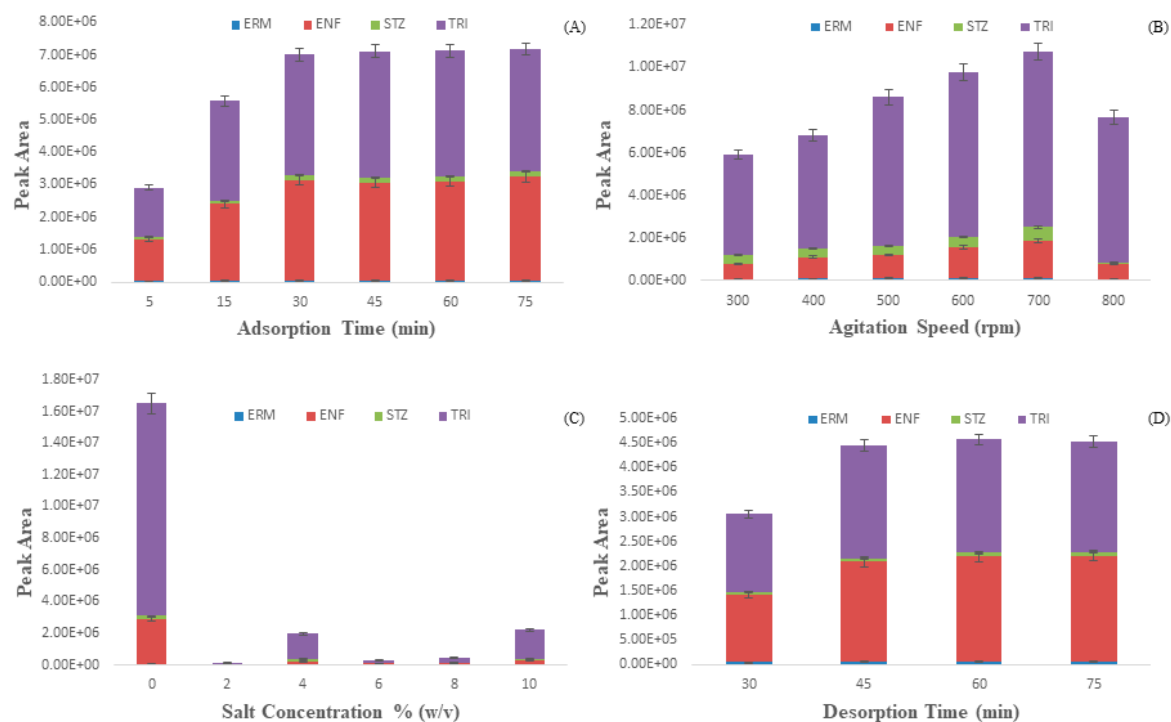 ERM ENF STZ TRI
(A)
8.00E+06
7.00E+06
6.00E+06
5.00E+06
4.00E+06
3.00E+06
2.00E+06
1.00E+06
0.00E+00
Peak Area
5 15 30 45 60 75
Adsorption Time (min)
ERM ENF STZ TRI
(B)
1.20E+07
1.00E+07
8.00E+06
6.00E+06
4.00E+06
2.00E+06
0.00E+00
Peak Area
300 400 500 600 700 800
Agitation Speed (rpm)
ERM ENF STZ TRI
(C)
1.80E+07
1.60E+07
1.40E+07
1.20E+07
1.00E+07
8.00E+06
6.00E+06
4.00E+06
2.00E+06
0.00E+00
Peak Area
0 2 4 6 8 10
Salt Concentration % (w/v)
ERM ENF STZ TRI
(D)
5.00E+06
4.50E+06
4.00E+06
3.50E+06
3.00E+06
2.50E+06
2.00E+06
1.50E+06
1.00E+06
5.00E+05
0.00E+00
Peak Area
30 45 60 75
Desorption Time (min)